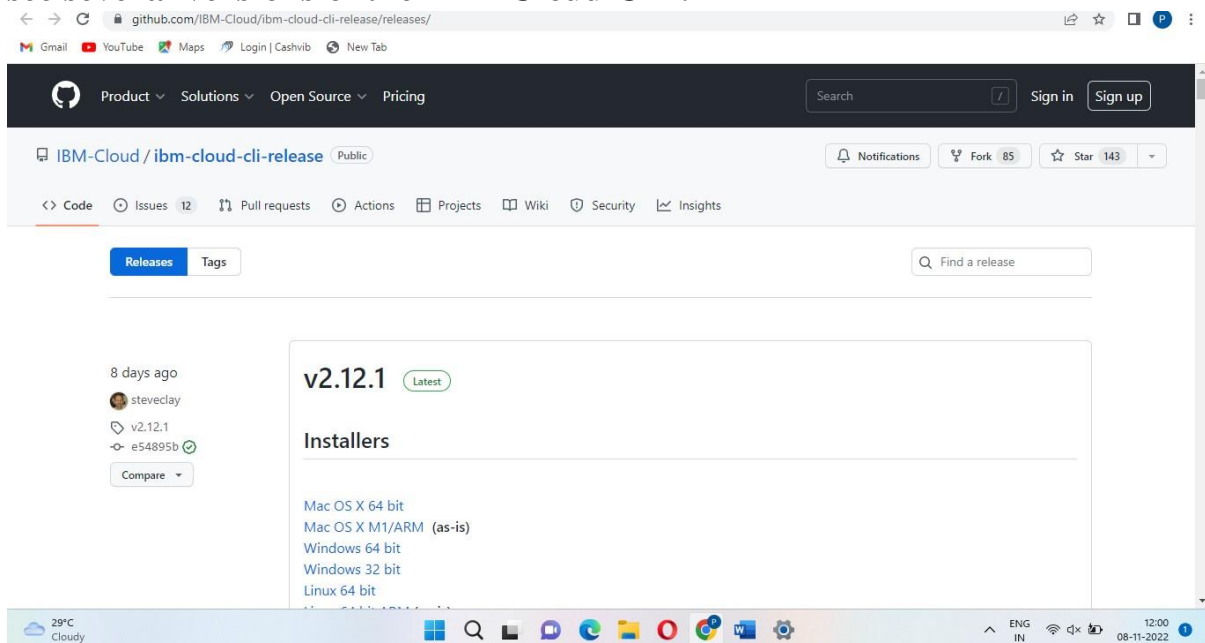 github.com/IBM-Cloud/ibm-cloud-cli-release/releases/
P
Gmail YouTube Maps Login | Cashvib New Tab
Product Solutions Open Source Pricing Search / Sign in Sign up
IBM-Cloud / ibm-cloud-cli-release Public Notifications Fork 85 Star 143
<> Code Issues 12 Pull requests Actions Projects Wiki Security Insights
Releases Tags Find a release
8 days ago
steveclay
v2.12.1
e54895b
Compare
v2.12.1 Latest
Installers
Mac OS X 64 bit
Mac OS X M1/ARM (as-is)
Windows 64 bit
Windows 32 bit
Linux 64 bit
29°C
Cloudy
ENG
IN
12:00
08-11-2022
1